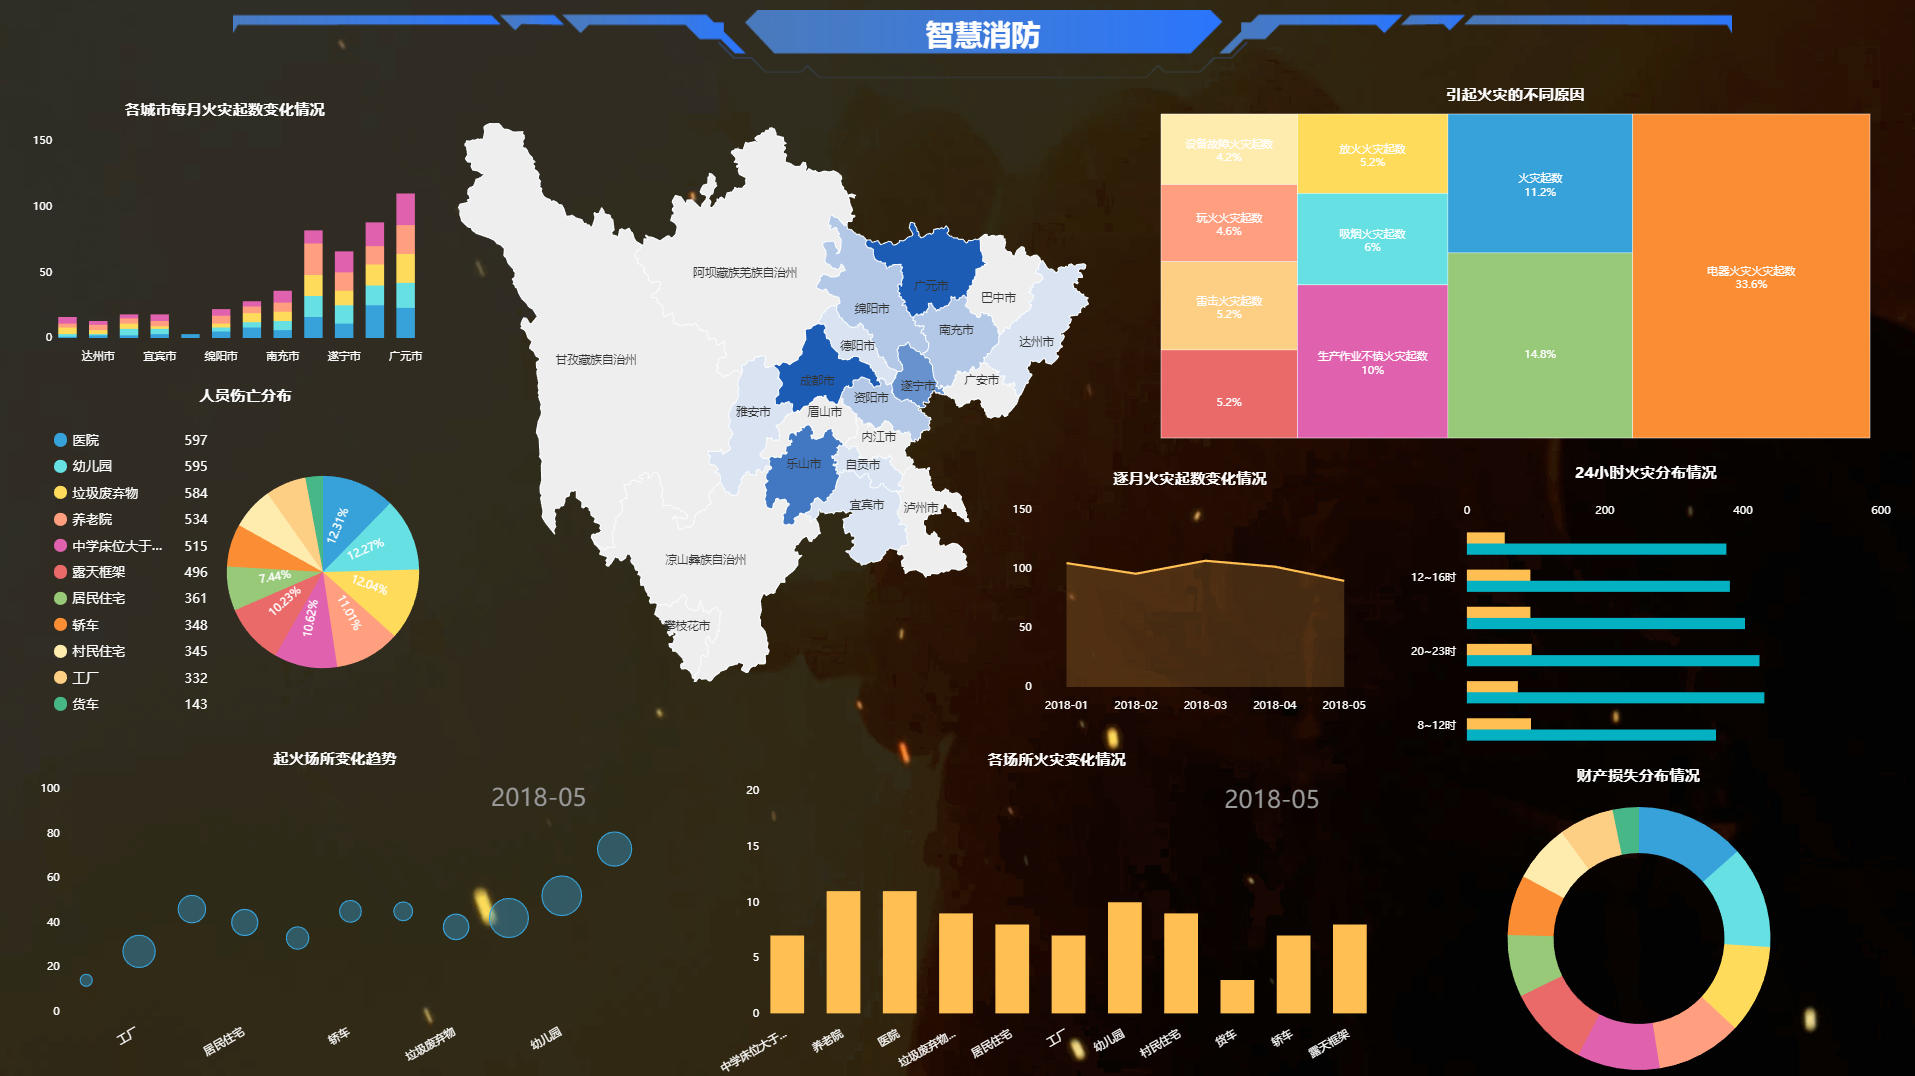 智慧消防
各城市每月火灾起数变化情况
150
100
50
0
达州市
宜宾市
绵阳市
南充市
遂宁市
广元市
人员伤亡分布
医院 597
幼儿园 595
垃圾废弃物 584
养老院 534
中学床位大于... 515
露天框架 496
居民住宅 361
轿车 348
村民住宅 345
工厂 332
货车 143
12.31%
12.27%
12.04%
11.01%
10.62%
10.23%
7.44%
阿坝藏族羌族自治州
甘孜藏族自治州
广元市
巴中市
绵阳市
南充市
达州市
德阳市
成都市
遂宁市
广安市
资阳市
雅安市
眉山市
内江市
乐山市
自贡市
宜宾市
泸州市
凉山彝族自治州
攀枝花市
引起火灾的不同原因
设备故障火灾起数
4.2%
玩火火灾起数
4.6%
雷击火灾起数
5.2%
5.2%
放火火灾起数
5.2%
吸烟火灾起数
6%
生产作业不慎火灾起数
10%
火灾起数
11.2%
14.8%
电器火灾火灾起数
33.6%
逐月火灾起数变化情况
150
100
50
0
2018-01
2018-02
2018-03
2018-04
2018-05
24小时火灾分布情况
0
200
400
600
12~16时
20~23时
8~12时
起火场所变化趋势
2018-05
100
80
60
40
20
0
工厂
居民住宅
轿车
垃圾废弃物
幼儿园
各场所火灾变化情况
2018-05
20
15
10
5
0
中学床位大于...
养老院
医院
垃圾废弃物...
居民住宅
工厂
幼儿园
村民住宅
货车
轿车
露天框架
财产损失分布情况